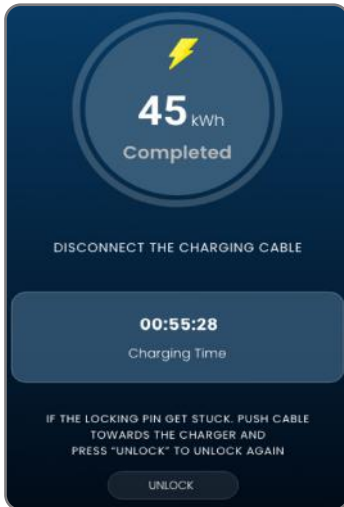 45 kWh
Completed
DISCONNECT THE CHARGING CABLE
00:55:28
Charging Time
IF THE LOCKING PIN GET STUCK. PUSH CABLE
TOWARDS THE CHARGER AND
PRESS “UNLOCK” TO UNLOCK AGAIN
UNLOCK